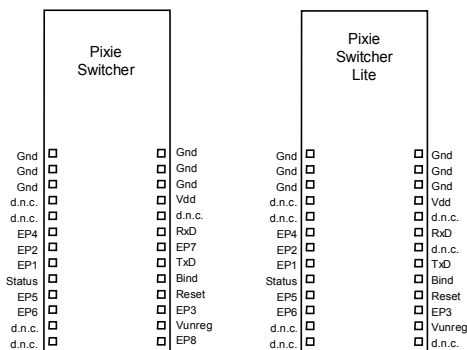 Pixie
Switcher
Gnd Gnd
Gnd Gnd
Gnd Gnd
d.n.c. Vdd
d.n.c. d.n.c.
EP4 RxD
EP2 EP7
EP1 TxD
Status Bind
EP5 Reset
EP6 EP3
d.n.c. Vunreg
d.n.c. EP8
Pixie
Switcher
Lite
Gnd Gnd
Gnd Gnd
Gnd Gnd
d.n.c. Vdd
d.n.c. d.n.c.
EP4 RxD
EP2 d.n.c.
EP1 TxD
Status Bind
EP5 Reset
EP6 EP3
d.n.c. Vunreg
d.n.c. d.n.c.